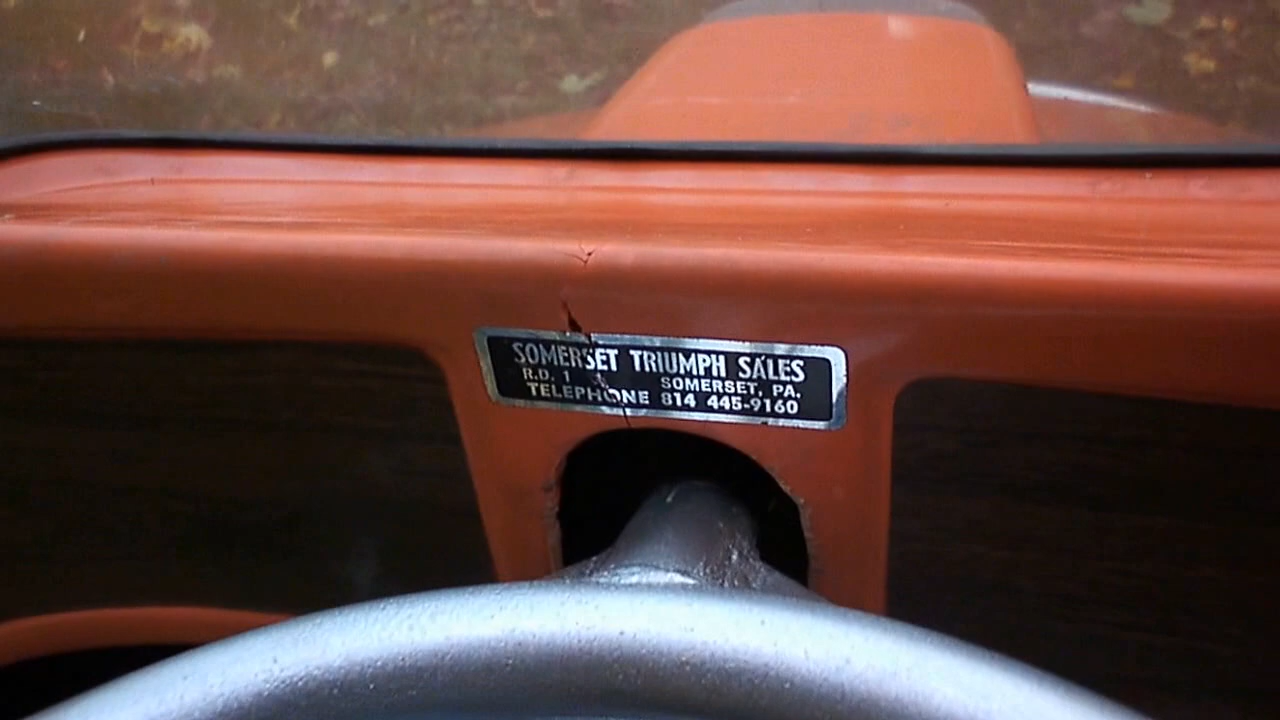 SOMERSET TRIUMPH SALES
R.D. 1 SOMERSET, PA.
TELEPHONE 814 445-9160